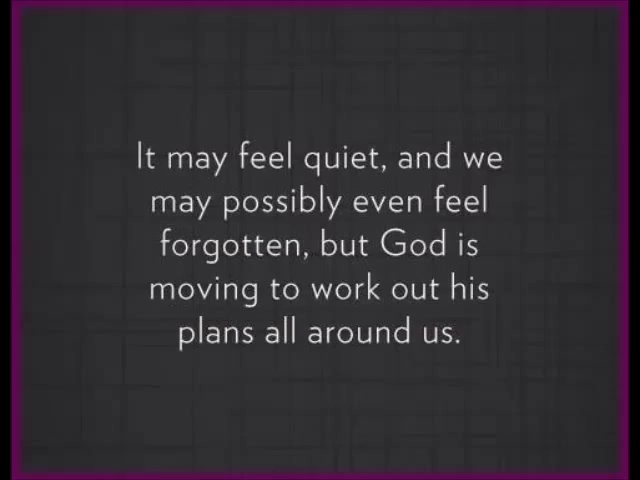 It may feel quiet, and we
may possibly even feel
forgotten, but God is
moving to work out his
plans all around us.